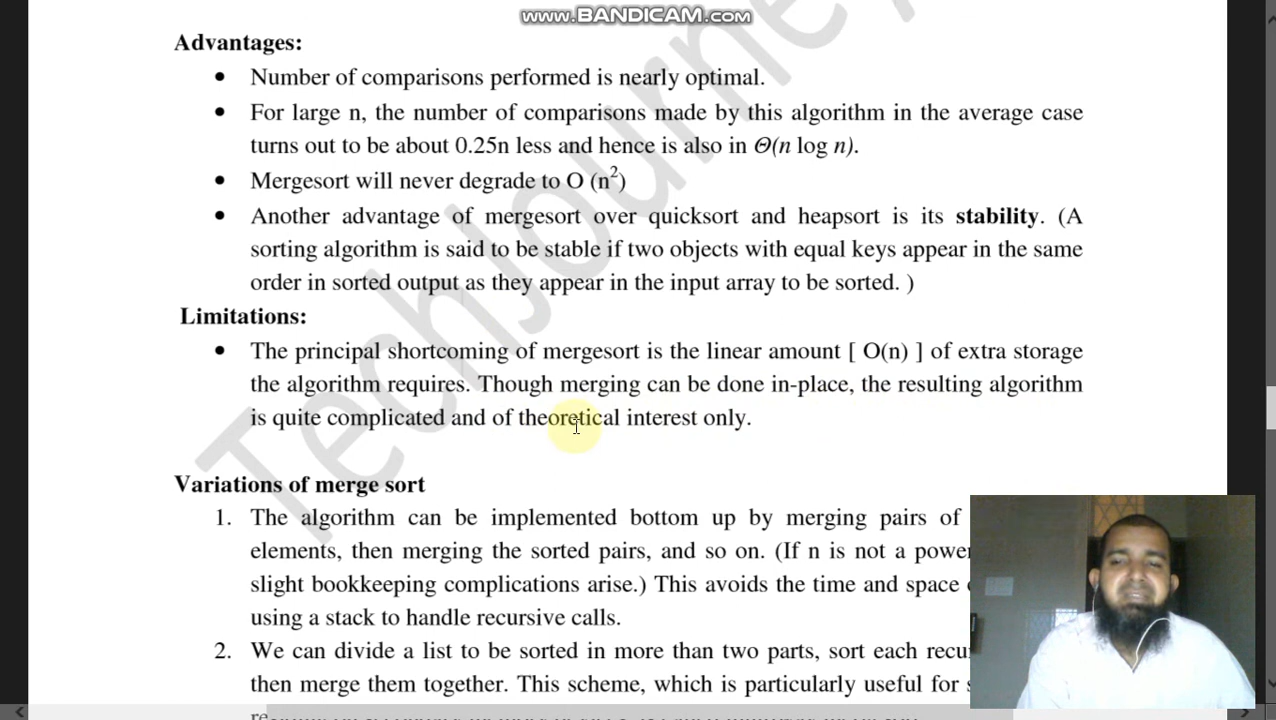 www.BANDICAM.com
Advantages:
• Number of comparisons performed is nearly optimal.
• For large n, the number of comparisons made by this algorithm in the average case
turns out to be about 0.25n less and hence is also in Θ(n log n).
• Mergesort will never degrade to O (n²)
• Another advantage of mergesort over quicksort and heapsort is its stability. (A
sorting algorithm is said to be stable if two objects with equal keys appear in the same
order in sorted output as they appear in the input array to be sorted. )
Limitations:
• The principal shortcoming of mergesort is the linear amount [ O(n) ] of extra storage
the algorithm requires. Though merging can be done in-place, the resulting algorithm
is quite complicated and of theoretical interest only.
Variations of merge sort
1. The algorithm can be implemented bottom up by merging pairs of
elements, then merging the sorted pairs, and so on. (If n is not a power
slight bookkeeping complications arise.) This avoids the time and space
using a stack to handle recursive calls.
2. We can divide a list to be sorted in more than two parts, sort each
then merge them together. This scheme, which is particularly useful for
TechJourney